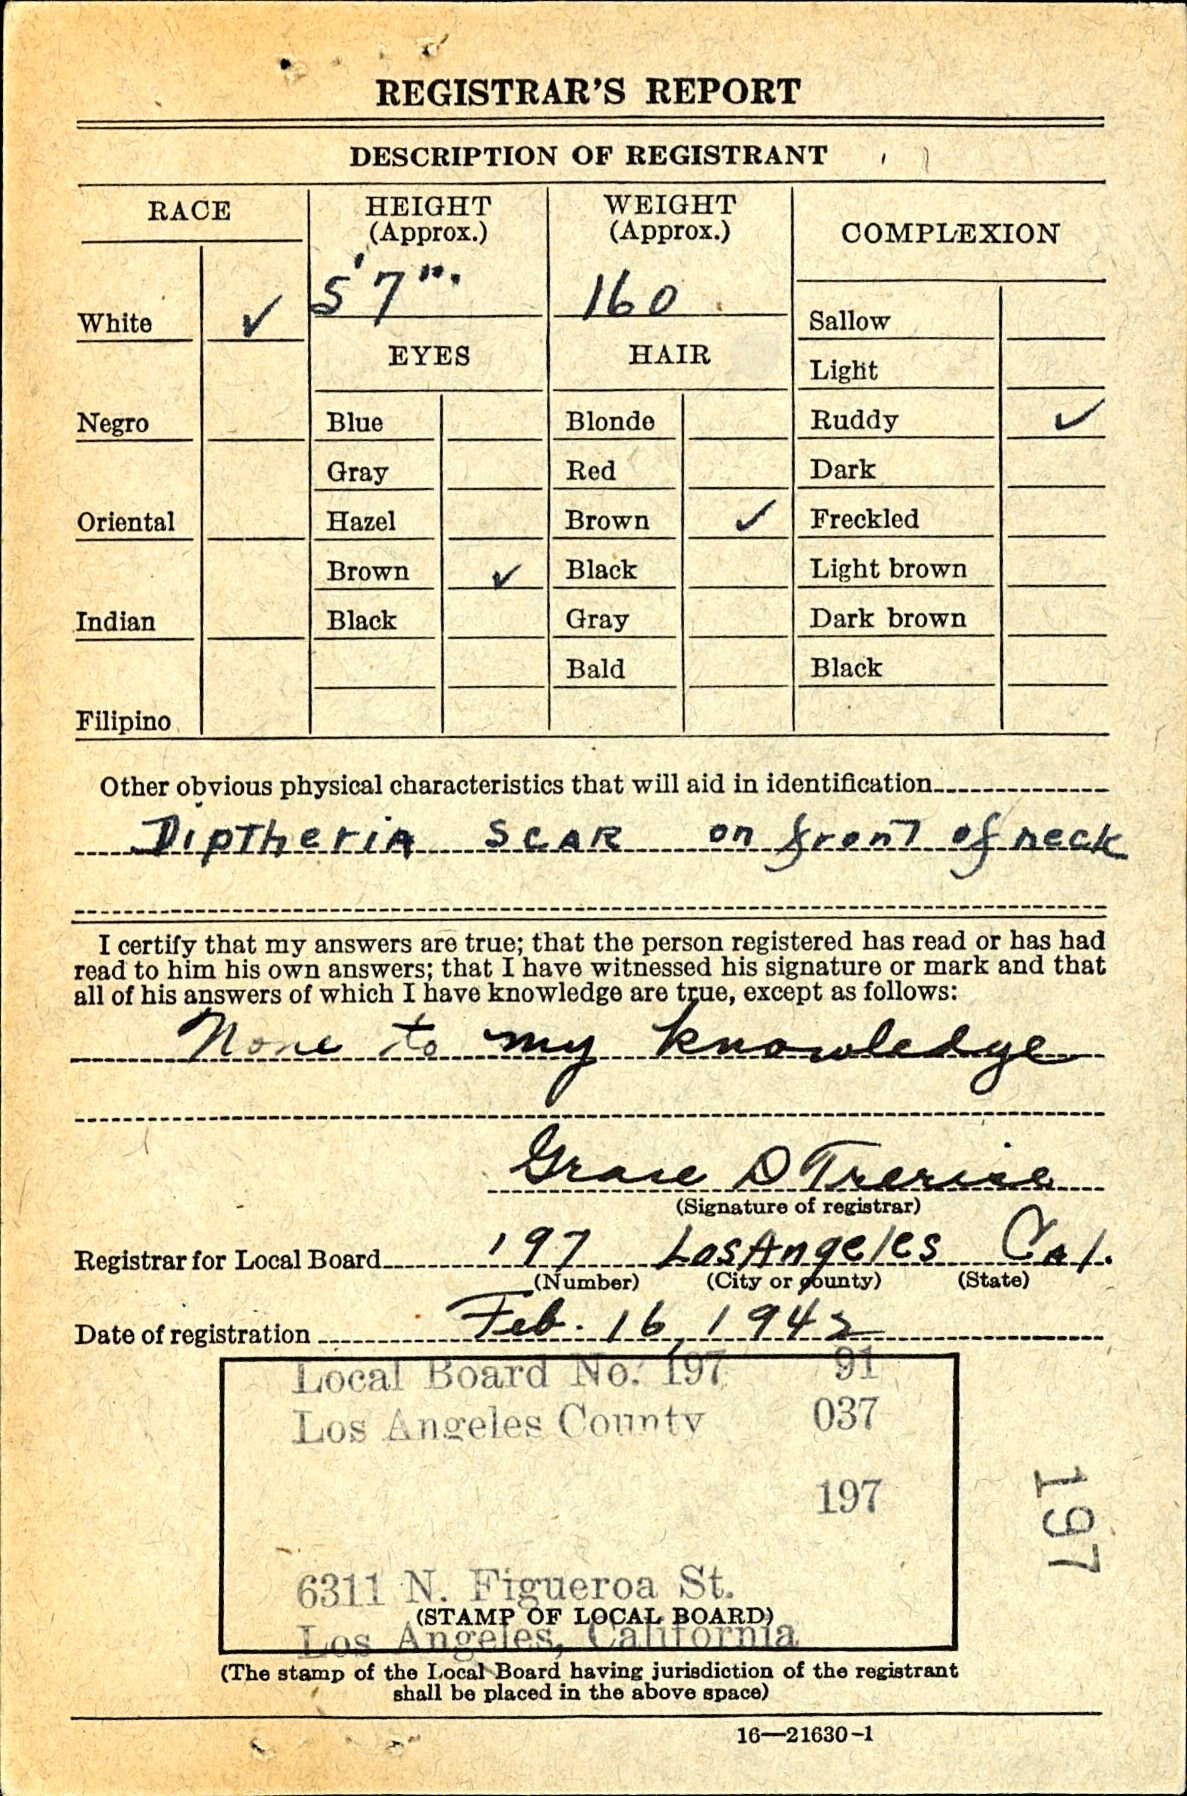 REGISTRAR'S REPORT
DESCRIPTION OF REGISTRANT
RACE
HEIGHT
(Approx.)
WEIGHT
(Approx.)
COMPLEXION
5'7"
160
White ✓
Sallow
EYES
HAIR
Light
Negro
Blue
Blonde
Ruddy ✓
Gray
Red
Dark
Oriental
Hazel
Brown ✓
Freckled
Brown ✓
Black
Light brown
Indian
Black
Gray
Dark brown
Bald
Black
Filipino
Other obvious physical characteristics that will aid in identification
Diptheria SCAR on front of neck
I certify that my answers are true; that the person registered has read or has had
read to him his own answers; that I have witnessed his signature or mark and that
all of his answers of which I have knowledge are true, except as follows:
None to my knowledge
Grace D Trerise
(Signature of registrar)
Registrar for Local Board 197 Los Angeles Cal.
(Number) (City or county) (State)
Date of registration Feb. 16, 1942
Local Board No. 197 91
Los Angeles County 037
197
197
6311 N. Figueroa St.
(STAMP OF LOCAL BOARD)
Los Angeles, California
(The stamp of the Local Board having jurisdiction of the registrant
shall be placed in the above space)
16—21630-1